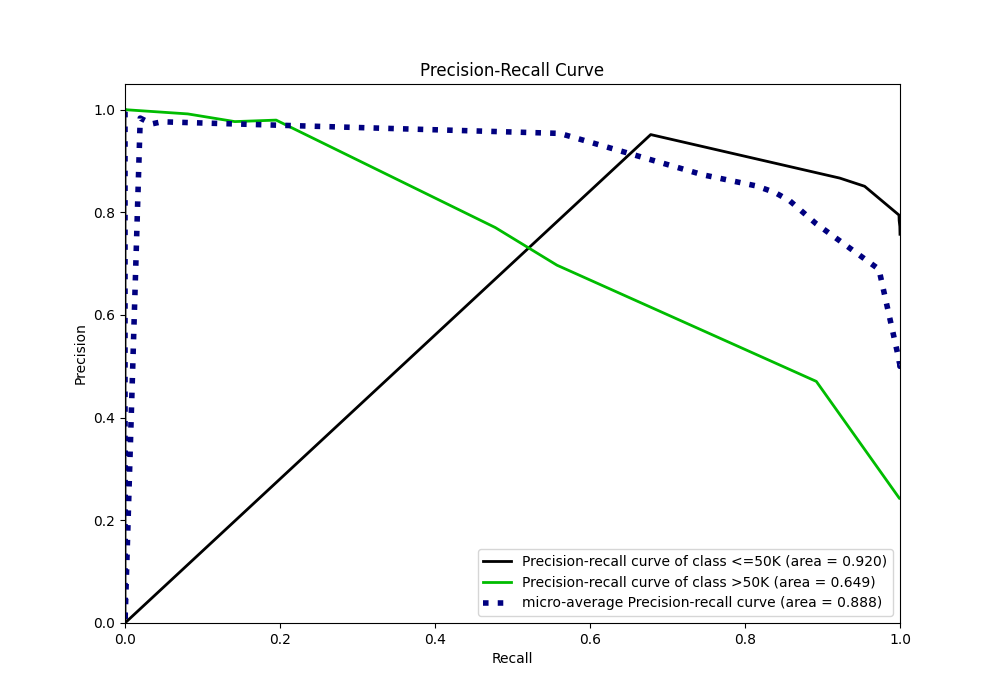 Precision-Recall Curve
1.0
0.8
0.6
0.4
0.2
0.0
Precision
0.0 0.2 0.4 0.6 0.8 1.0
Recall
Precision-recall curve of class <=50K (area = 0.920)
Precision-recall curve of class >50K (area = 0.649)
micro-average Precision-recall curve (area = 0.888)